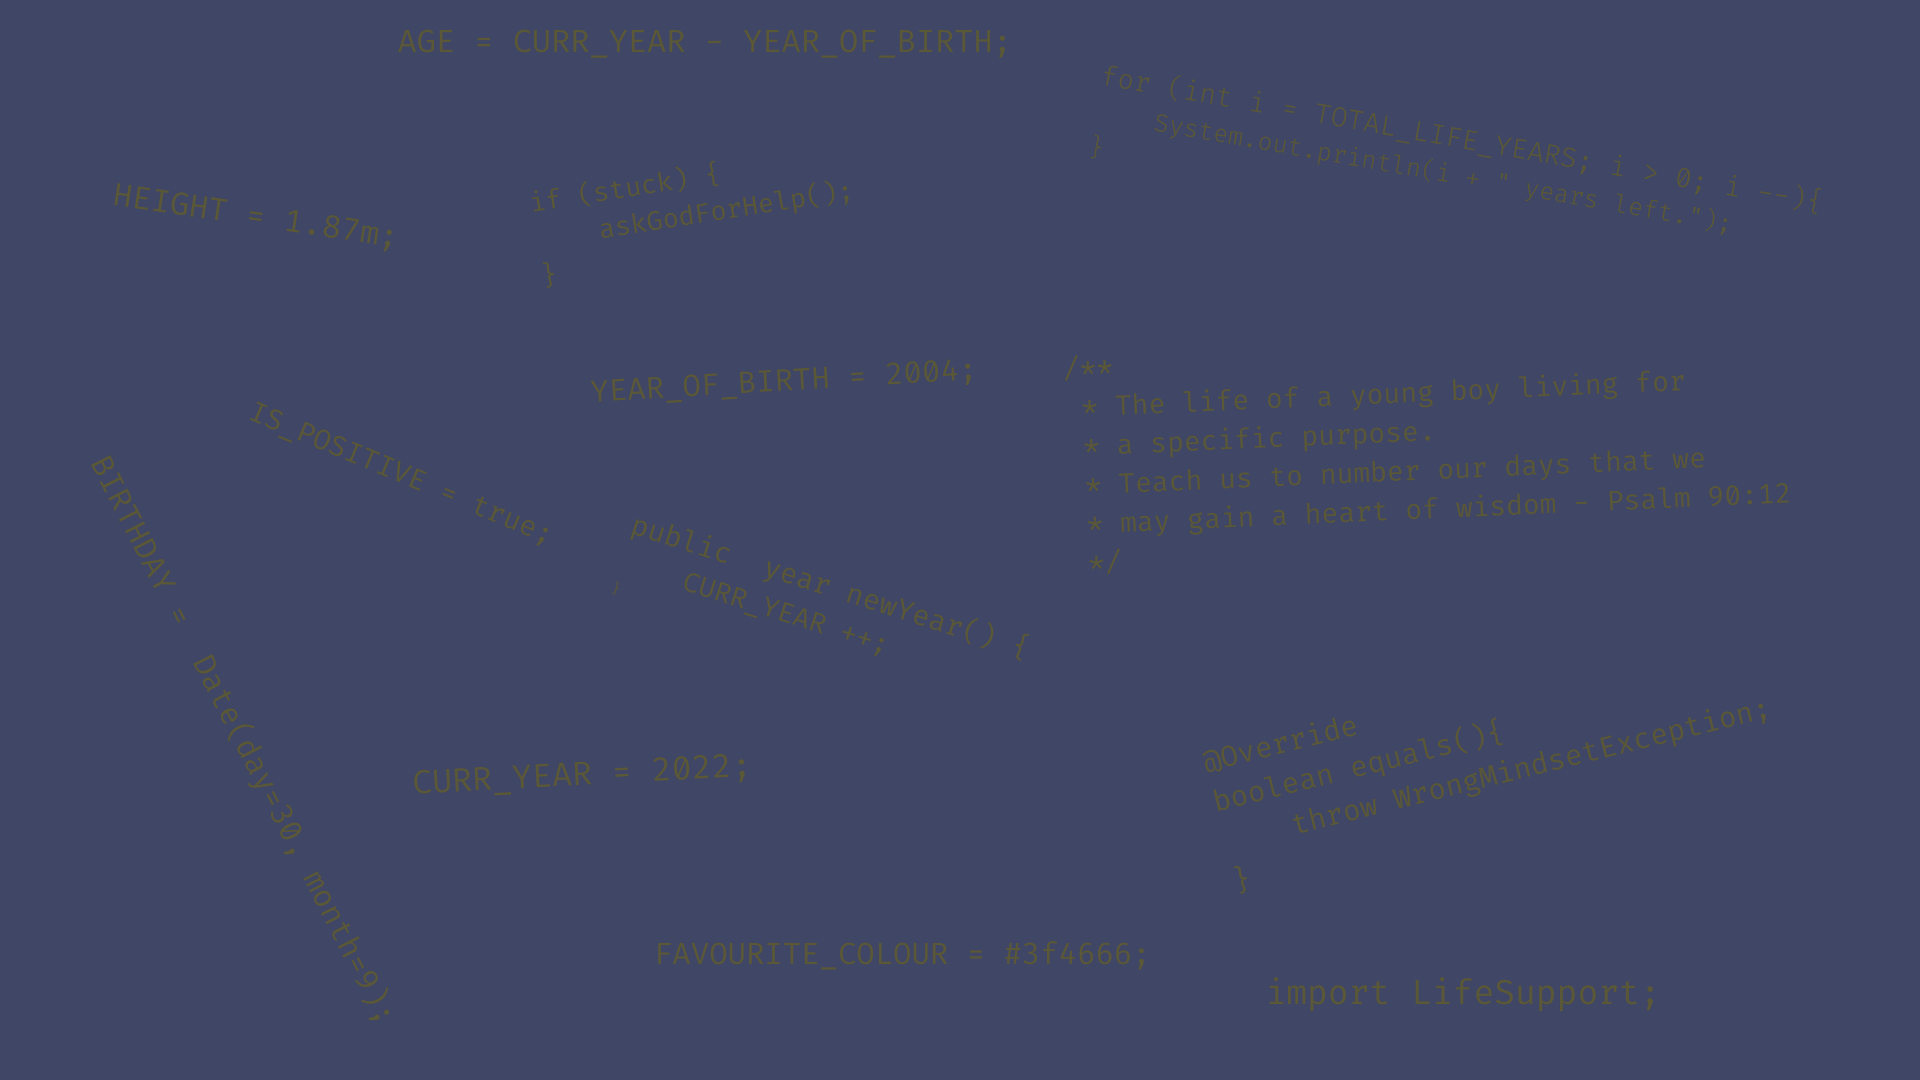 AGE = CURR_YEAR - YEAR_OF_BIRTH;
for (int i = TOTAL_LIFE_YEARS; i > 0; i --){
System.out.println(i + " years left.");
}
HEIGHT = 1.87m;
if (stuck) {
askGodForHelp();
}
YEAR_OF_BIRTH = 2004;
/**
* The life of a young boy living for
* a specific purpose.
* Teach us to number our days that we
* may gain a heart of wisdom - Psalm 90:12
*/
IS_POSITIVE = true;
BIRTHDAY = Date(day=30, month=9);
public year newYear() {
CURR_YEAR ++;
}
CURR_YEAR = 2022;
@Override
boolean equals(){
throw WrongMindsetException;
}
FAVOURITE_COLOUR = #3f4666;
import LifeSupport;